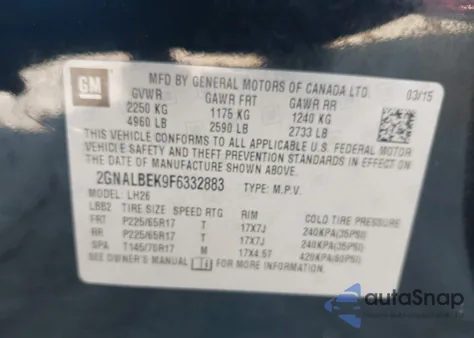 GM
MFD BY GENERAL MOTORS OF CANADA LTD.
03/15
GVWR GAWR FRT GAWR RR
2250 KG 1175 KG 1240 KG
4960 LB 2590 LB 2733 LB
THIS VEHICLE CONFORMS TO ALL APPLICABLE U.S. FEDERAL MOTOR
VEHICLE SAFETY AND THEFT PREVENTION STANDARDS IN EFFECT ON
THE DATE OF MANUFACTURE SHOWN ABOVE.
2GNALBEK9F6332883 TYPE: M.P.V.
MODEL: LH26
LBB2 TIRE SIZE SPEED RTG RIM COLD TIRE PRESSURE
FRT P225/65R17 T 17X7J 240KPA(35PSI)
RR P225/65R17 T 17X7J 240KPA(35PSI)
SPA T145/70R17 M 17X4.5T 420KPA(60PSI)
SEE OWNER'S MANUAL FOR MORE INFORMATION.
autoSnap